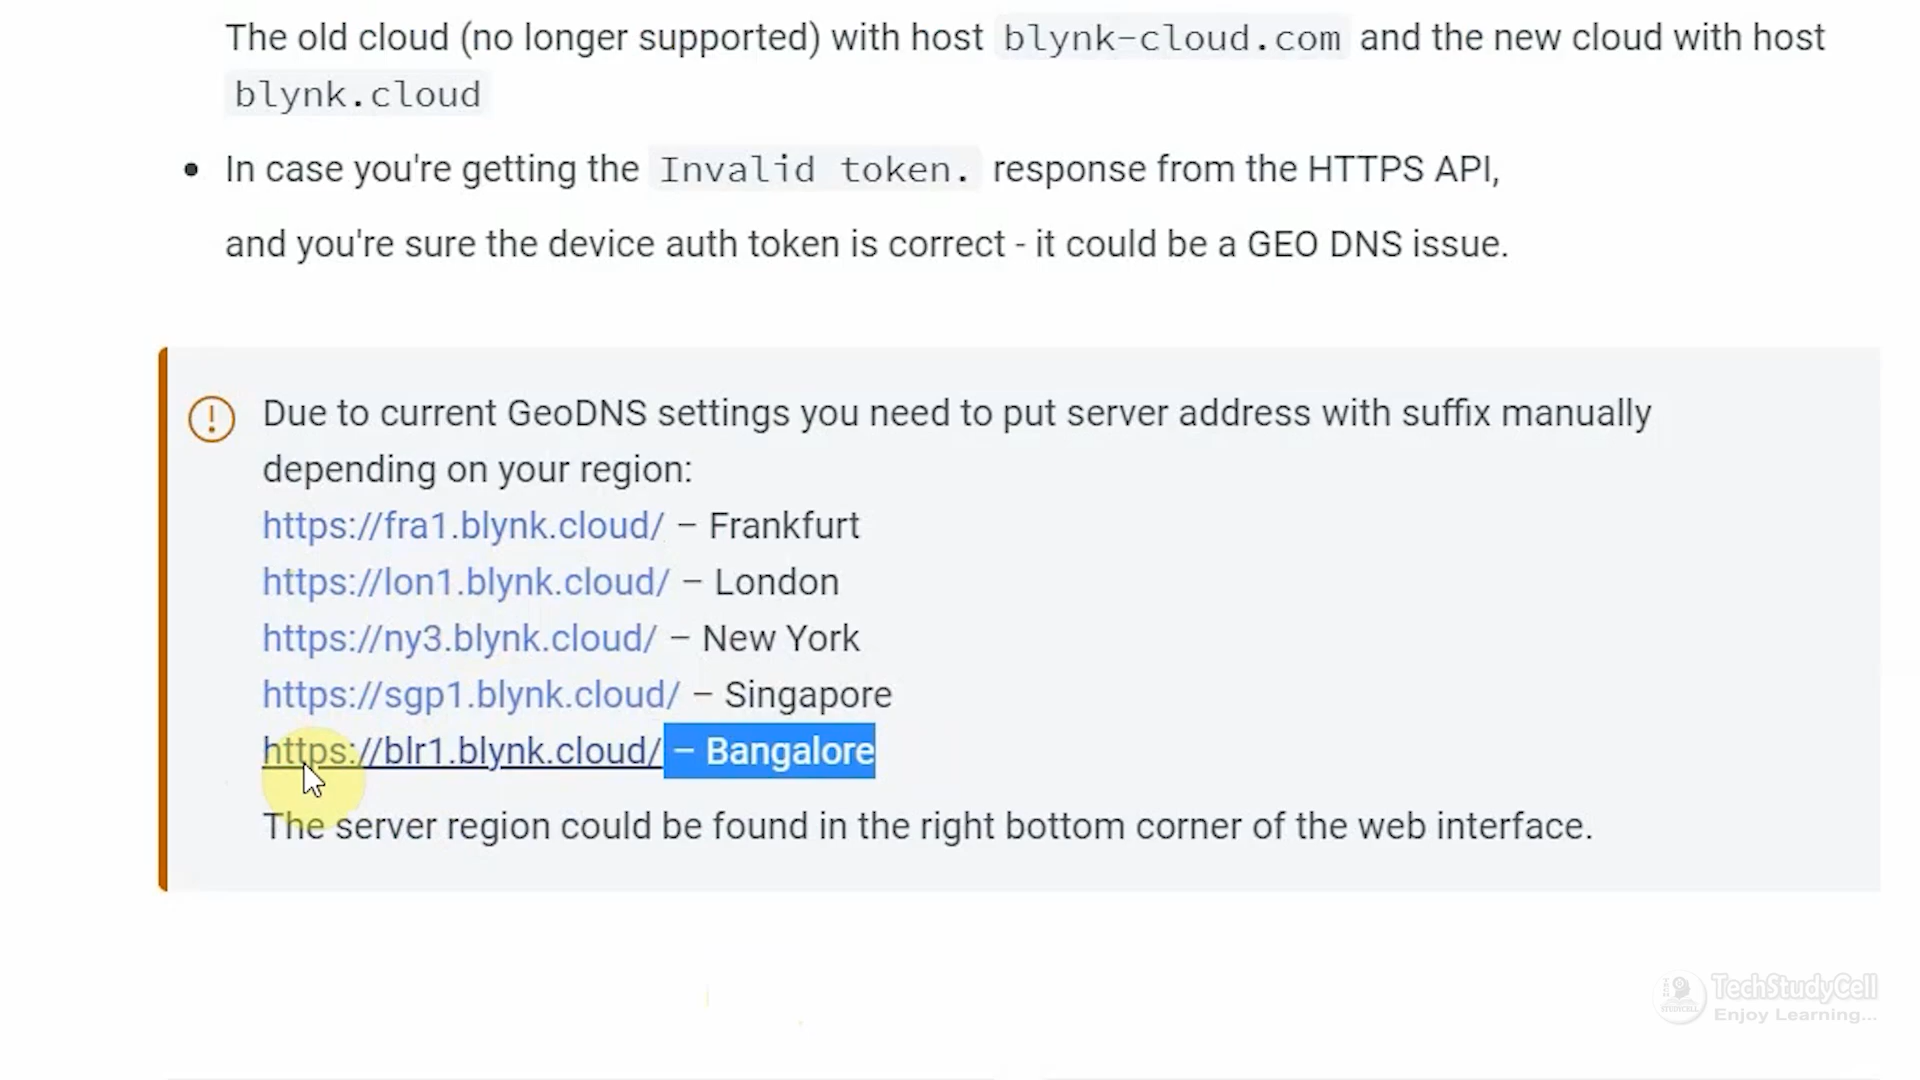 The old cloud (no longer supported) with host blynk-cloud.com and the new cloud with host
blynk.cloud
• In case you're getting the Invalid token. response from the HTTPS API,
and you're sure the device auth token is correct - it could be a GEO DNS issue.
Due to current GeoDNS settings you need to put server address with suffix manually
depending on your region:
https://fra1.blynk.cloud/ – Frankfurt
https://lon1.blynk.cloud/ – London
https://ny3.blynk.cloud/ – New York
https://sgp1.blynk.cloud/ – Singapore
https://blr1.blynk.cloud/ – Bangalore
The server region could be found in the right bottom corner of the web interface.
TechStudyCell
Enjoy Learning...